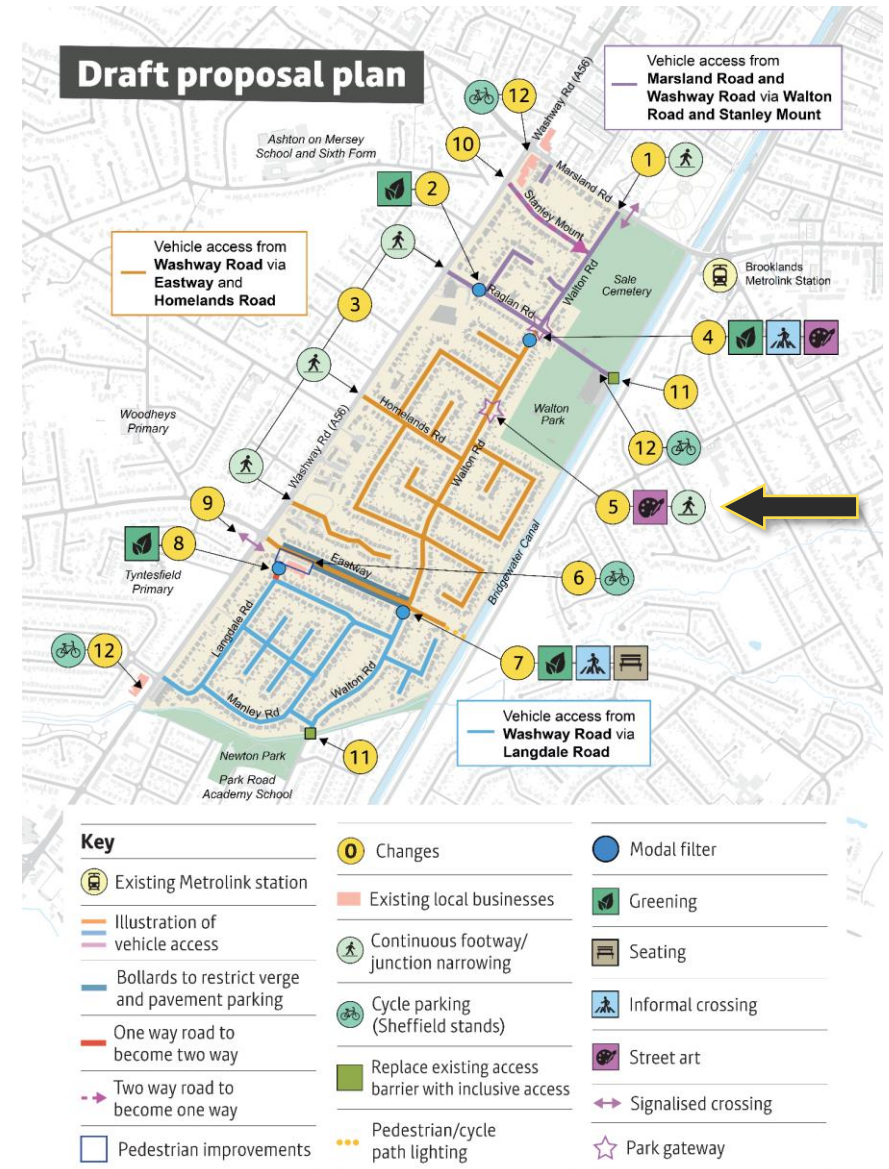 Draft proposal plan
Vehicle access from
Marsland Road and
Washway Road via Walton
Road and Stanley Mount
12
Washway Rd (A56)
Ashton on Mersey
School and Sixth Form
10
Marsland Rd
1
2
Stanley Mount
Vehicle access from
Washway Road via
Eastway and
Homelands Road
3
Walton Rd
Sale
Cemetery
Brooklands
Metrolink Station
Raglan Rd
4
11
Walton
Park
Woodheys
Primary
Homelands Rd
Washway Rd (A56)
Walton Rd
12
5
9
8
Eastway
Bridgewater Canal
Tyntesfield
Primary
6
Langdale Rd
12
7
Walton Rd
Manley Rd
Vehicle access from
Washway Road via
Langdale Road
11
Newton Park
Park Road
Academy School
Key
Existing Metrolink station
Illustration of
vehicle access
Bollards to restrict verge
and pavement parking
One way road to
become two way
Two way road to
become one way
Pedestrian improvements
0 Changes
Existing local businesses
Continuous footway/
junction narrowing
Cycle parking
(Sheffield stands)
Replace existing access
barrier with inclusive access
Pedestrian/cycle
path lighting
Modal filter
Greening
Seating
Informal crossing
Street art
Signalised crossing
Park gateway